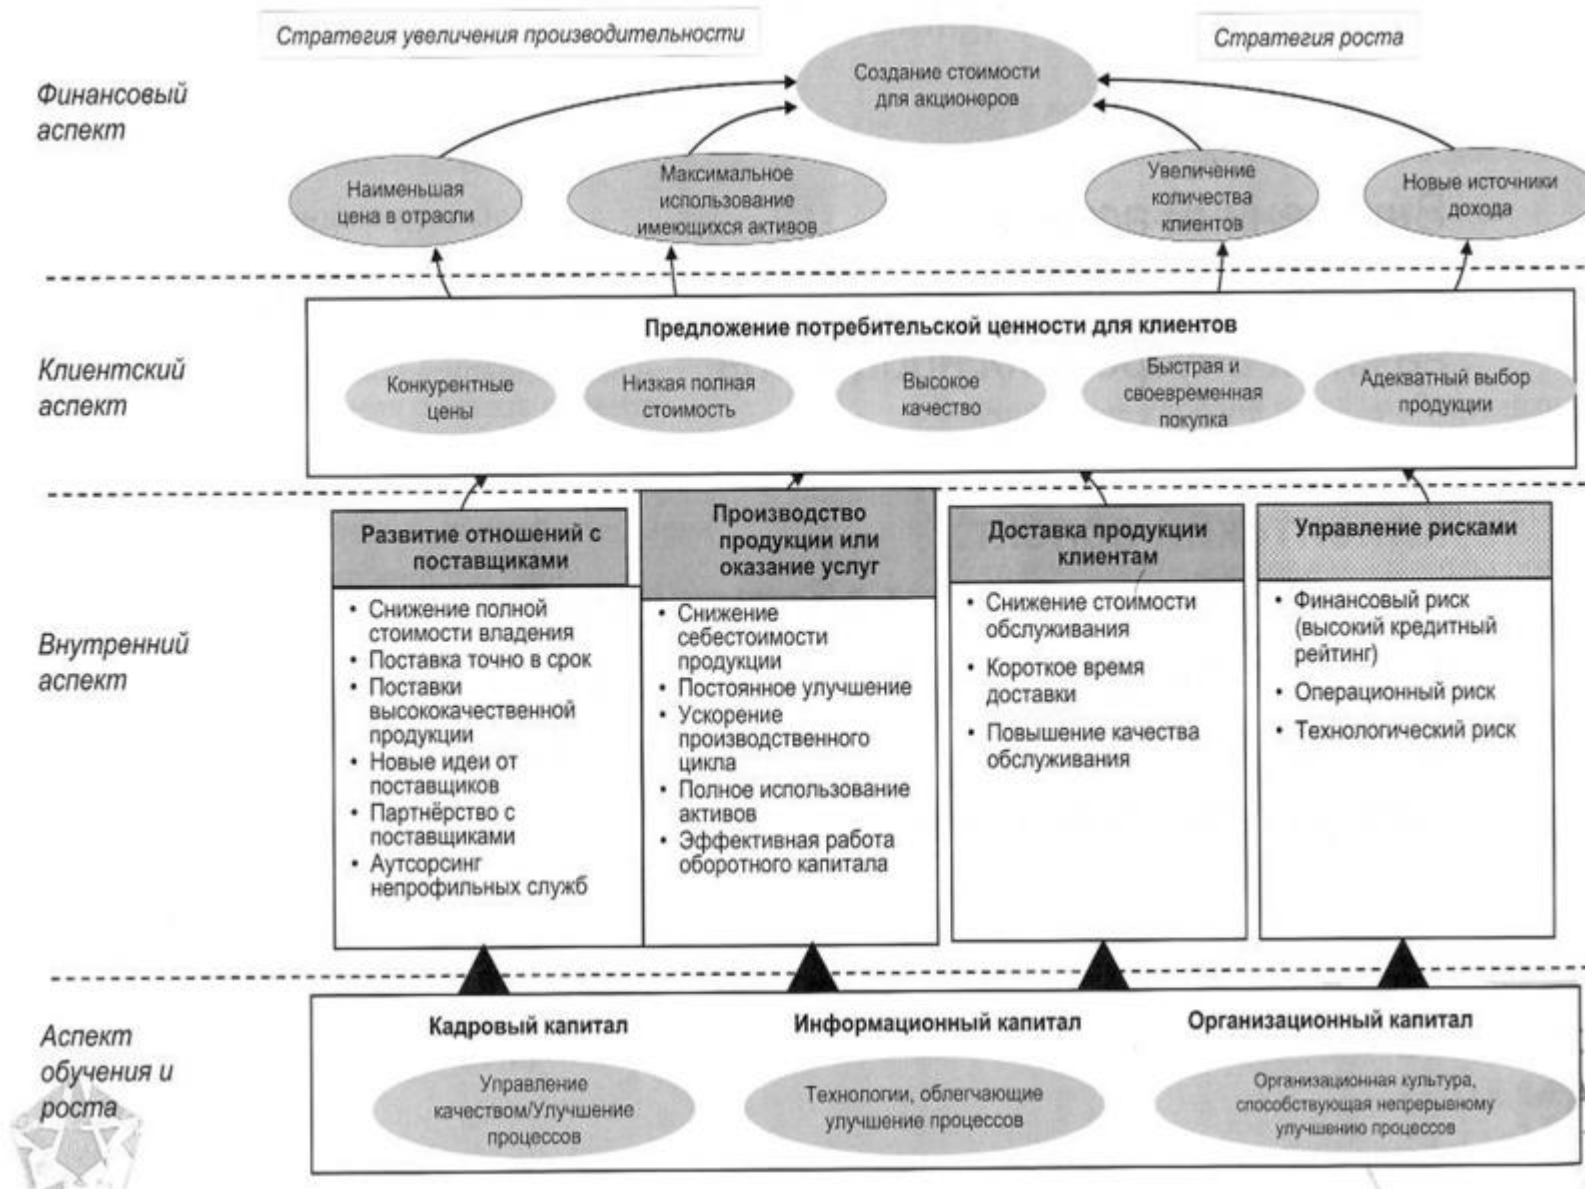 Стратегия увеличения производительности
Стратегия роста
Создание стоимости
для акционеров
Финансовый
аспект
Наименьшая
цена в отрасли
Максимальное
использование
имеющихся активов
Увеличение
количества
клиентов
Новые источники
дохода
Предложение потребительской ценности для клиентов
Клиентский
аспект
Конкурентные
цены
Низкая полная
стоимость
Высокое
качество
Быстрая и
своевременная
покупка
Адекватный выбор
продукции
Внутренний
аспект
Развитие отношений с
поставщиками
• Снижение полной
стоимости владения
• Поставка точно в срок
• Поставки
высококачественной
продукции
• Новые идеи от
поставщиков
• Партнёрство с
поставщиками
• Аутсорсинг
непрофильных служб
Производство
продукции или
оказание услуг
• Снижение
себестоимости
продукции
• Постоянное улучшение
• Ускорение
производственного
цикла
• Полное использование
активов
• Эффективная работа
оборотного капитала
Доставка продукции
клиентам
• Снижение стоимости
обслуживания
• Короткое время
доставки
• Повышение качества
обслуживания
Управление рисками
• Финансовый риск
(высокий кредитный
рейтинг)
• Операционный риск
• Технологический риск
Аспект
обучения и
роста
Кадровый капитал
Управление
качеством/Улучшение
процессов
Информационный капитал
Технологии, облегчающие
улучшение процессов
Организационный капитал
Организационная культура,
способствующая непрерывному
улучшению процессов